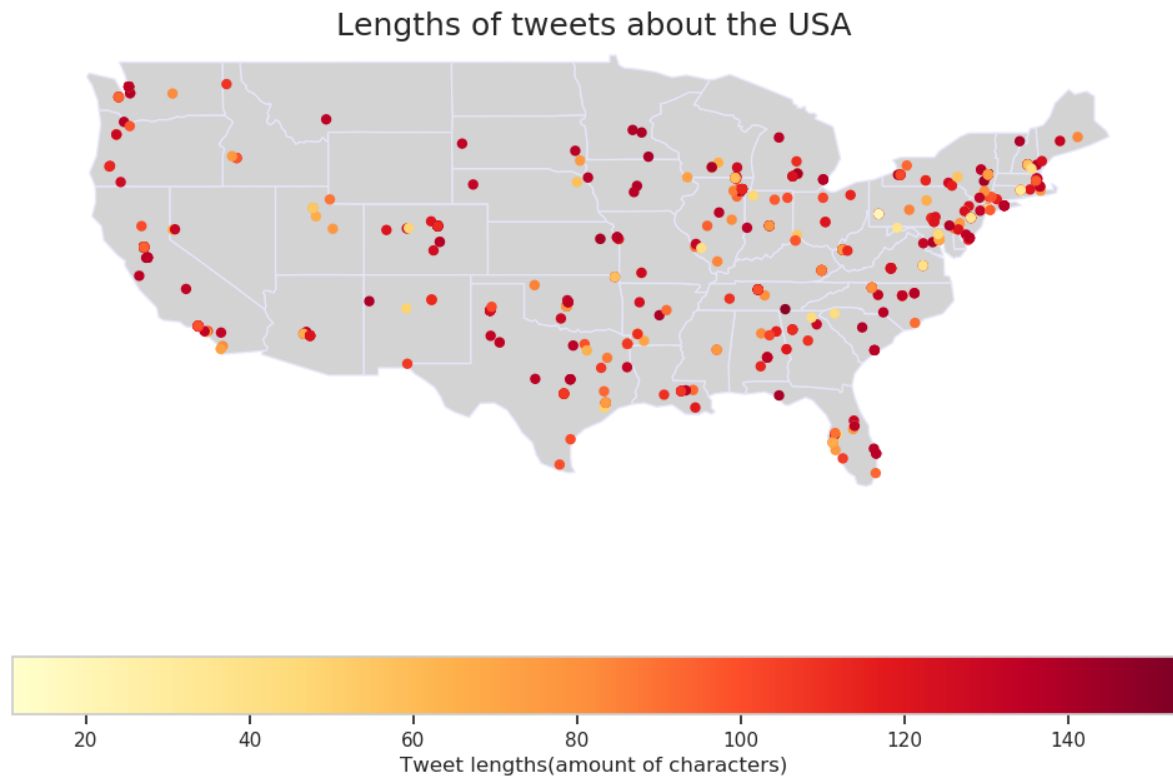 Lengths of tweets about the USA
20 40 60 80 100 120 140
Tweet lengths(amount of characters)